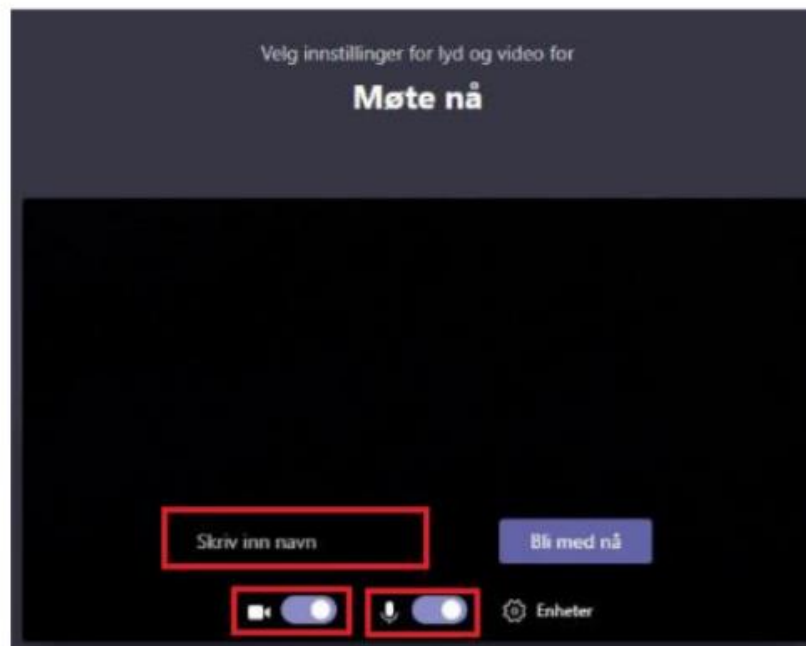 Velg innstillinger for lyd og video for
Møte nå
Skriv inn navn
Bli med nå
Enheter